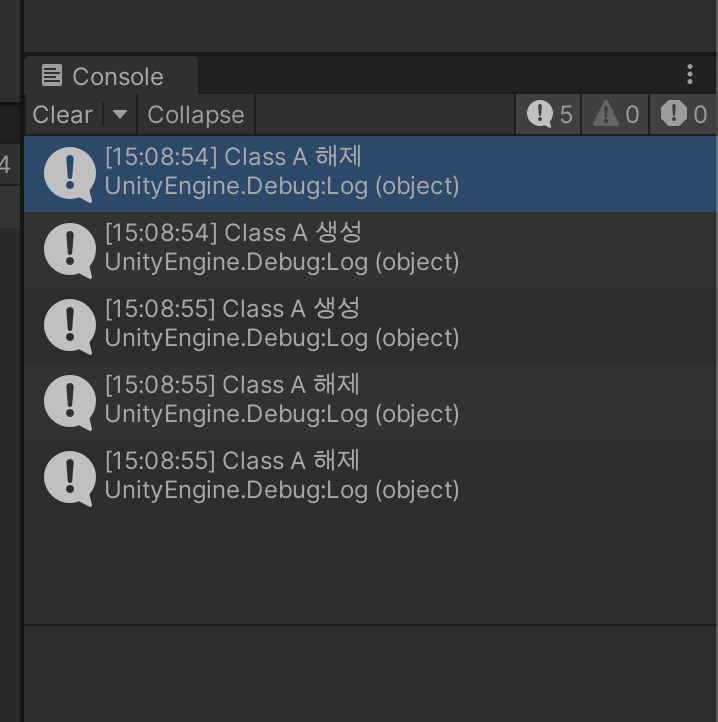 Console
Clear
Collapse
5
0
0
4
[15:08:54] Class A 해제
UnityEngine.Debug:Log (object)
[15:08:54] Class A 생성
UnityEngine.Debug:Log (object)
[15:08:55] Class A 생성
UnityEngine.Debug:Log (object)
[15:08:55] Class A 해제
UnityEngine.Debug:Log (object)
[15:08:55] Class A 해제
UnityEngine.Debug:Log (object)